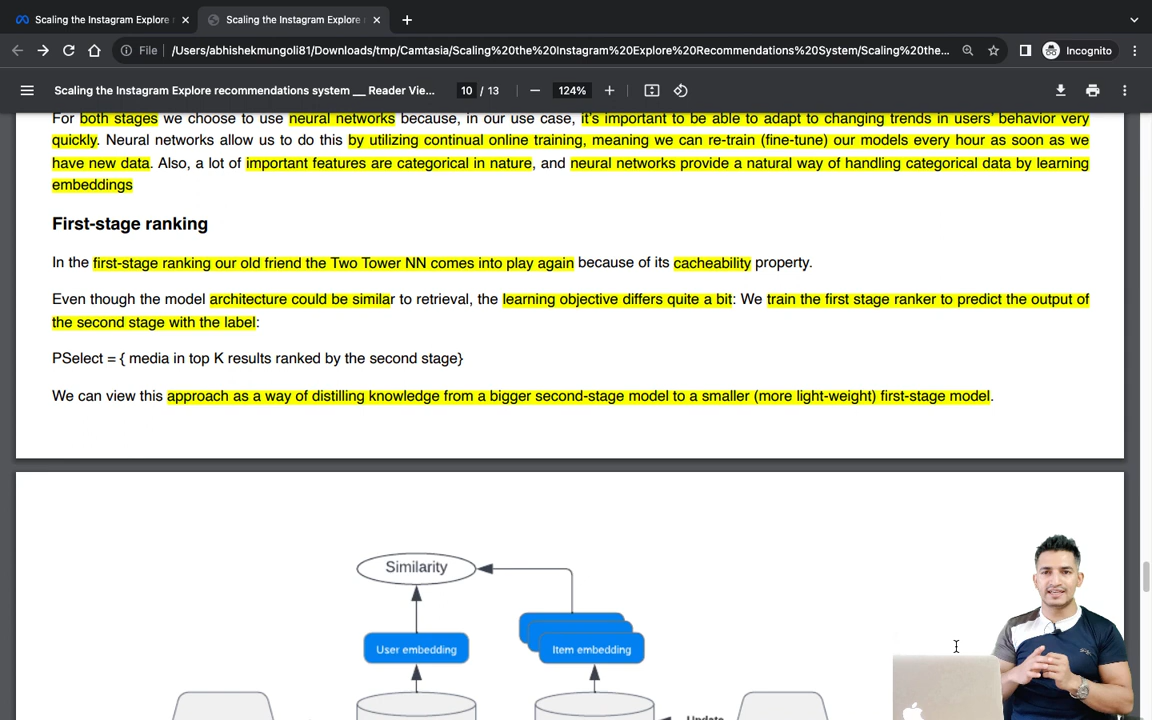 Scaling the Instagram Explore
Scaling the Instagram Explore
File
/Users/abhishekmungoli81/Downloads/tmp/Camtasia/Scaling%20the%20Instagram%20Explore%20Recommendations%20System/Scaling%20the...
Incognito
Scaling the Instagram Explore recommendations system __ Reader Vie...
10 / 13
124%
For both stages we choose to use neural networks because, in our use case, it's important to be able to adapt to changing trends in users' behavior very
quickly. Neural networks allow us to do this by utilizing continual online training, meaning we can re-train (fine-tune) our models every hour as soon as we
have new data. Also, a lot of important features are categorical in nature, and neural networks provide a natural way of handling categorical data by learning
embeddings
First-stage ranking
In the first-stage ranking our old friend the Two Tower NN comes into play again because of its cacheability property.
Even though the model architecture could be similar to retrieval, the learning objective differs quite a bit: We train the first stage ranker to predict the output of
the second stage with the label:
PSelect = { media in top K results ranked by the second stage}
We can view this approach as a way of distilling knowledge from a bigger second-stage model to a smaller (more light-weight) first-stage model.
Similarity
User embedding
Item embedding
Update